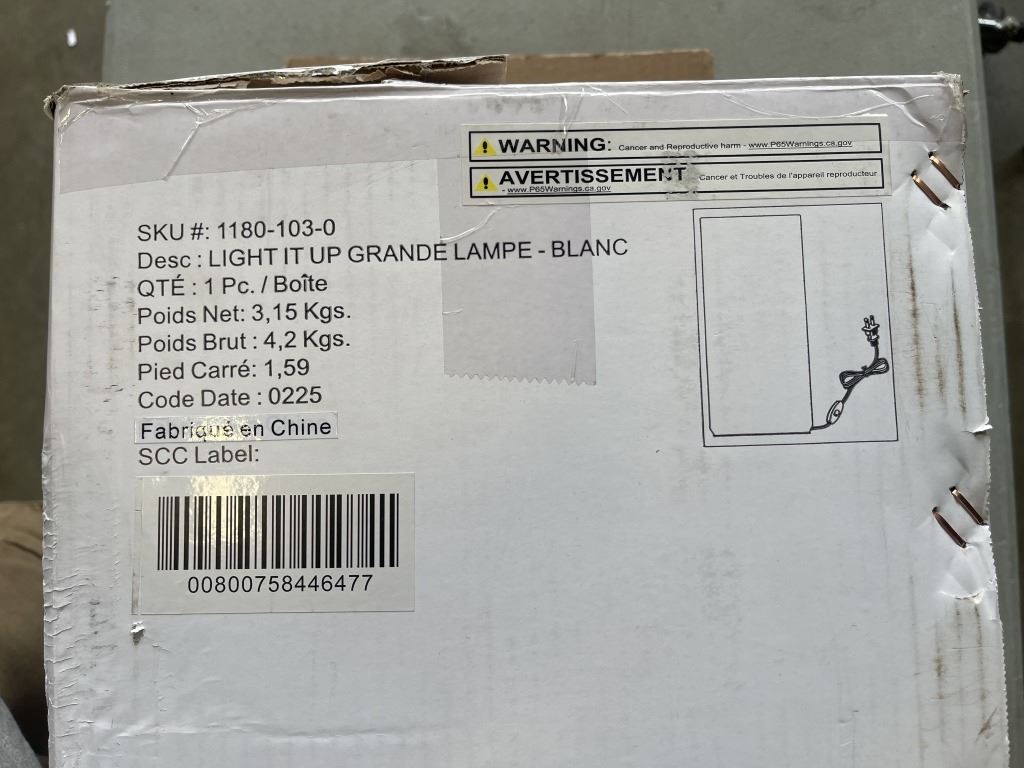 WARNING: Cancer and Reproductive harm - www.P65Warnings.ca.gov
AVERTISSEMENT Cancer et Troubles de l'appareil reproducteur
- www.P65Warnings.ca.gov
SKU #: 1180-103-0
Desc : LIGHT IT UP GRANDE LAMPE - BLANC
QTÉ : 1 Pc. / Boîte
Poids Net: 3,15 Kgs.
Poids Brut : 4,2 Kgs.
Pied Carré: 1,59
Code Date : 0225
Fabriqué en Chine
SCC Label:
00800758446477